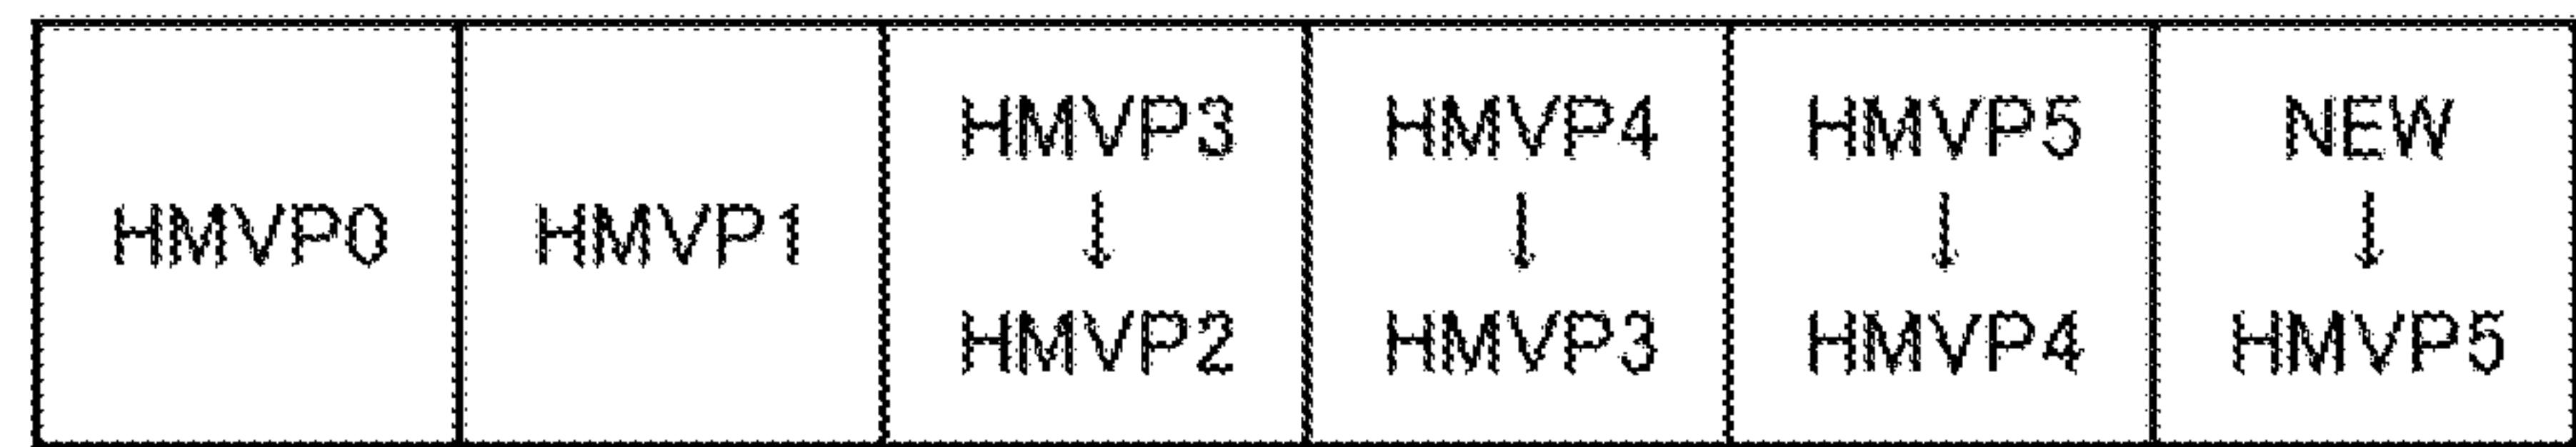 HMVP0
HMVP1
HMVP3
↓
HMVP2
HMVP4
↓
HMVP3
HMVP5
↓
HMVP4
NEW
↓
HMVP5